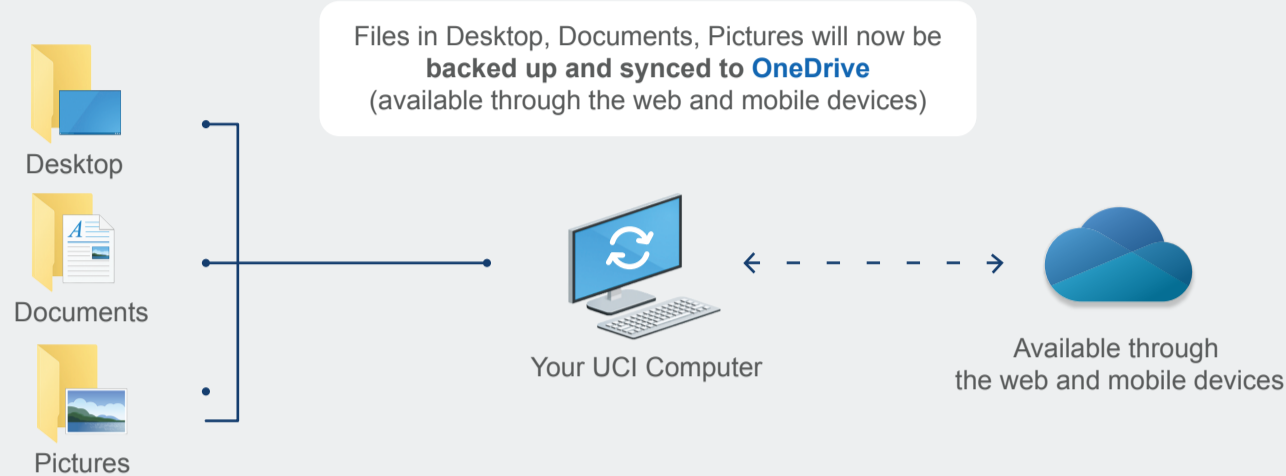 Files in Desktop, Documents, Pictures will now be
backed up and synced to OneDrive
(available through the web and mobile devices)
Desktop
A
Documents
Pictures
Your UCI Computer
Available through
the web and mobile devices